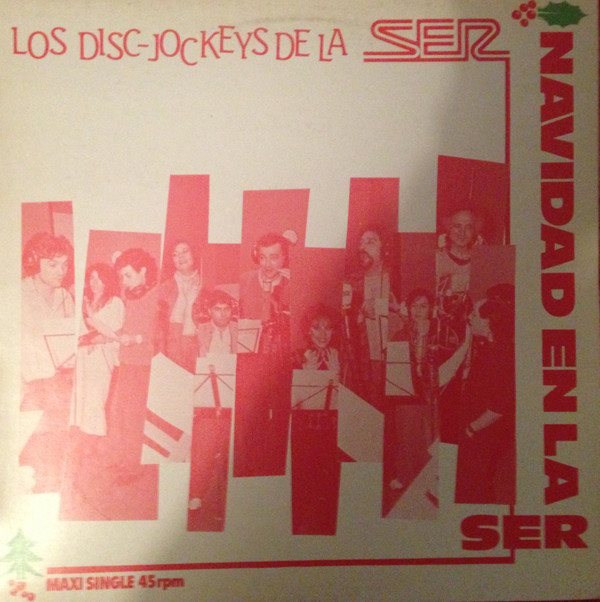 LOS DISC-JOCKEYS DE LA SER
NAVIDAD EN LA
SER
MAXI SINGLE 45 rpm